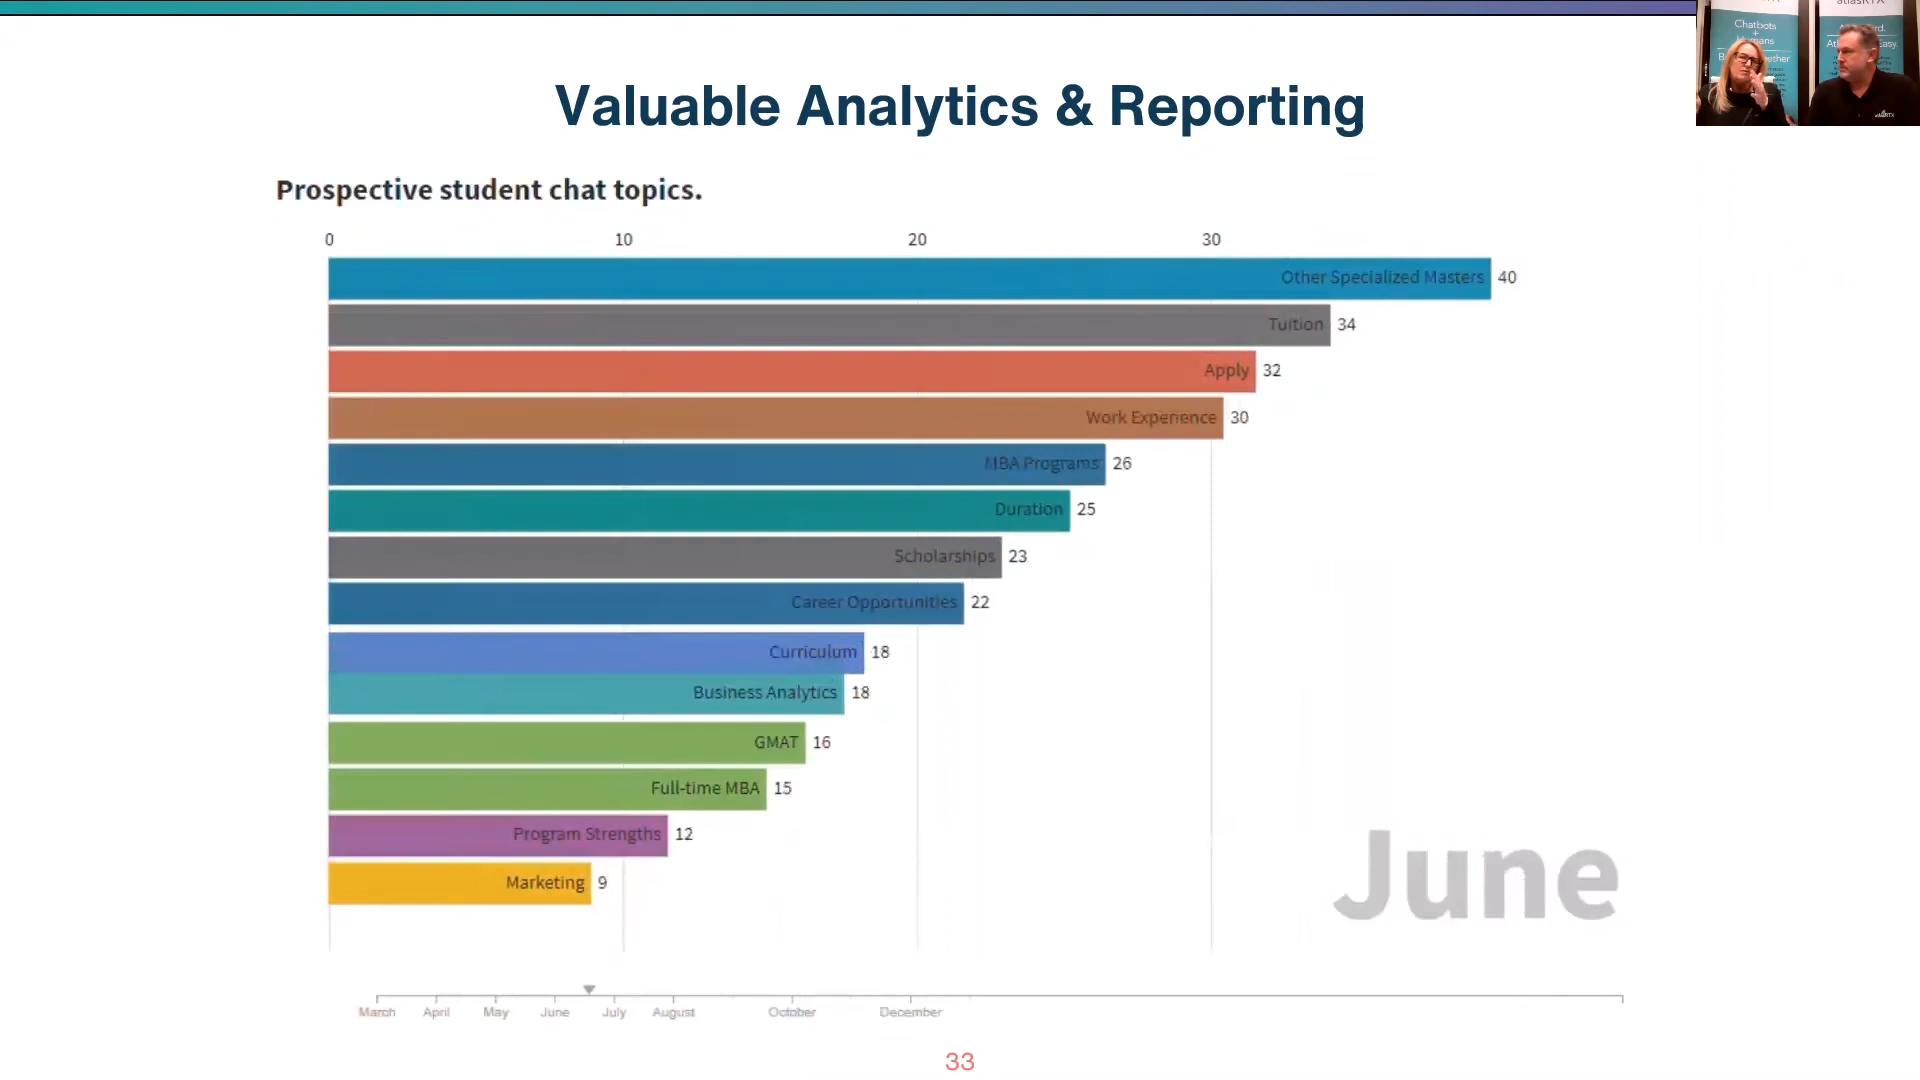 Valuable Analytics & Reporting
Chatbots
+
Prospective student chat topics.
0 10 20 30
Other Specialized Masters 40
Tuition 34
Apply 32
Work Experience 30
MBA Programs 26
Duration 25
Scholarships 23
Career Opportunities 22
Curriculum 18
Business Analytics 18
GMAT 16
Full-time MBA 15
Program Strengths 12
Marketing 9
June
March April May June July August October December
33